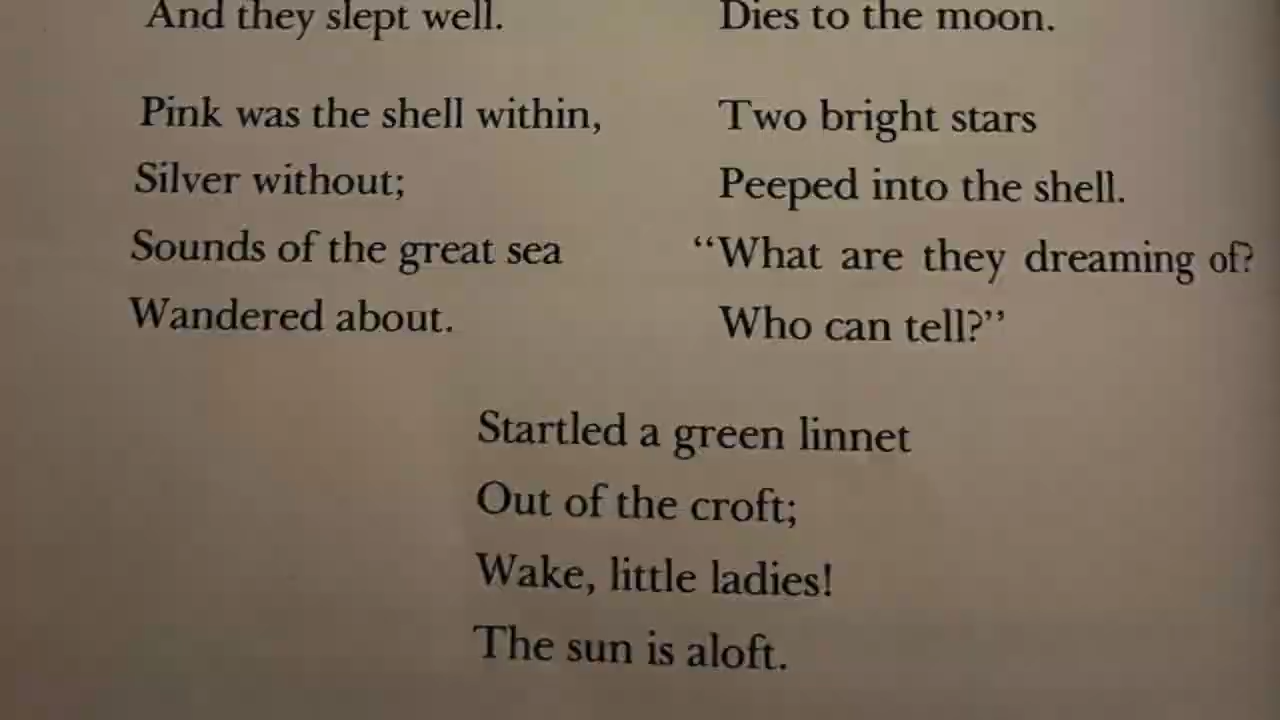 And they slept well.
Pink was the shell within,
Silver without;
Sounds of the great sea
Wandered about.
Dies to the moon.
Two bright stars
Peeped into the shell.
“What are they dreaming of?
Who can tell?”
Startled a green linnet
Out of the croft;
Wake, little ladies!
The sun is aloft.